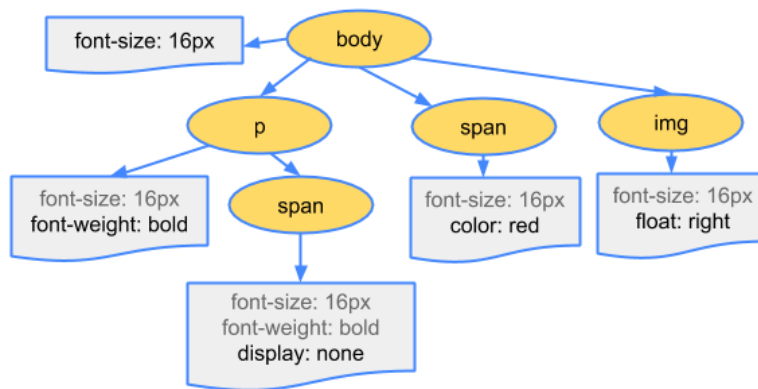 font-size: 16px
body
p
span
img
font-size: 16px
font-weight: bold
span
font-size: 16px
color: red
font-size: 16px
float: right
font-size: 16px
font-weight: bold
display: none